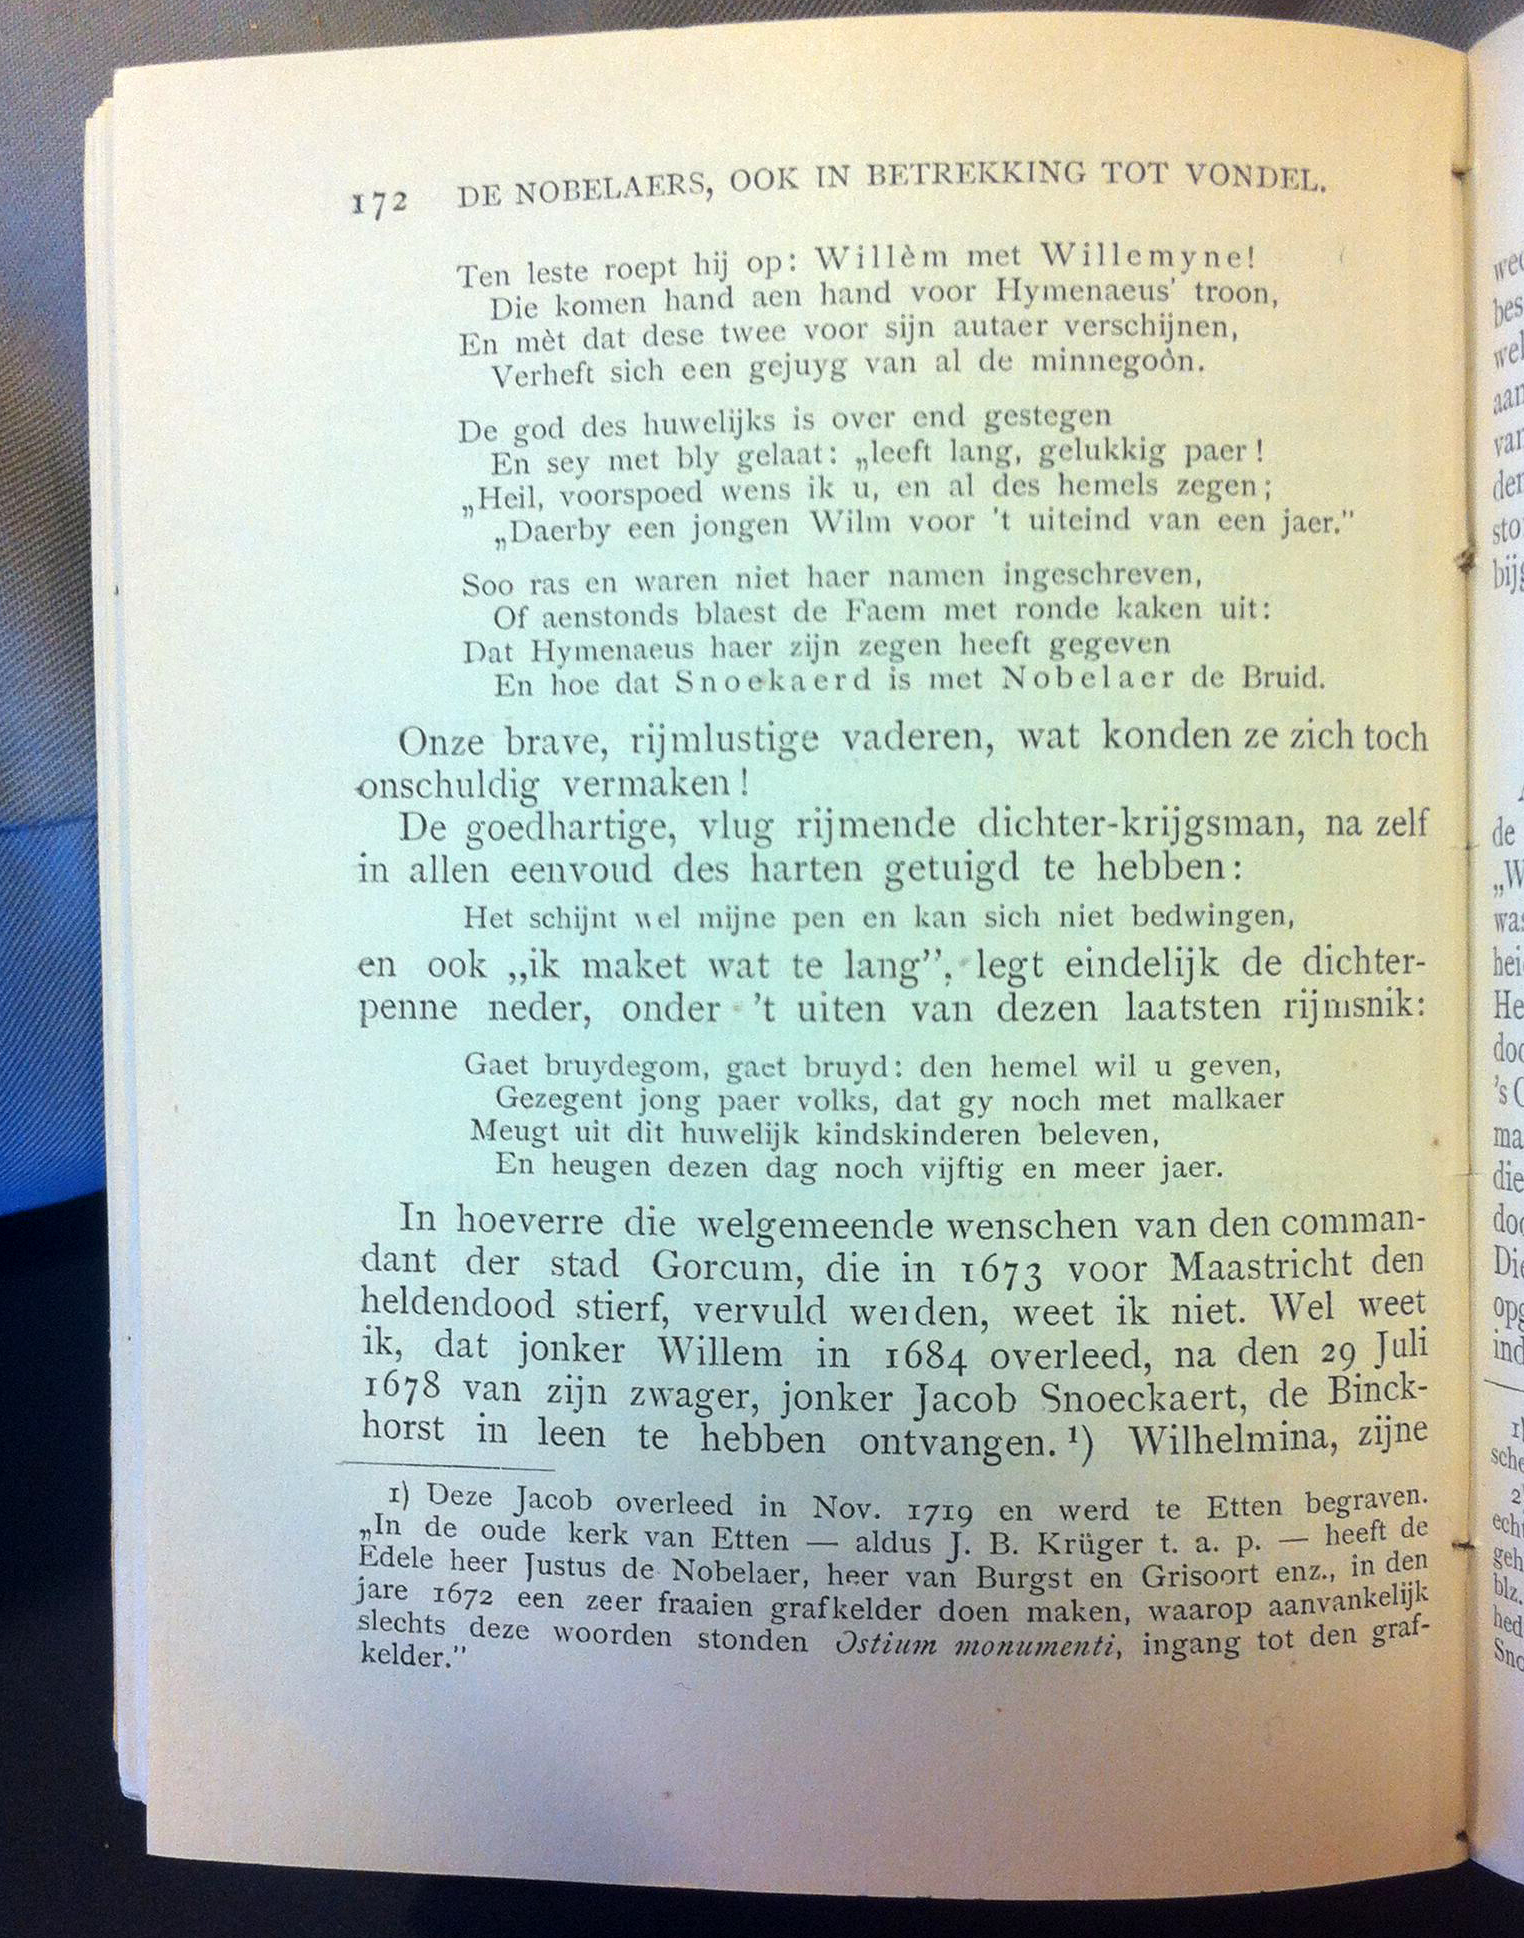 172 DE NOBELAERS, OOK IN BETREKKING TOT VONDEL.
Ten leste roept hij op: Willèm met Willemyne!
Die komen hand aen hand voor Hymenaeus' troon,
En mèt dat dese twee voor sijn autaer verschijnen,
Verheft sich een gejuyg van al de minnegoôn.
De god des huwelijks is over end gestegen
En sey met bly gelaat: „leeft lang, gelukkig paer!
„Heil, voorspoed wens ik u, en al des hemels zegen;
„Daerby een jongen Wilm voor 't uiteind van een jaer."
Soo ras en waren niet haer namen ingeschreven,
Of aenstonds blaest de Faem met ronde kaken uit:
Dat Hymenaeus haer zijn zegen heeft gegeven
En hoe dat Snoekaerd is met Nobelaer de Bruid.
Onze brave, rijmlustige vaderen, wat konden ze zich toch
onschuldig vermaken!
De goedhartige, vlug rijmende dichter-krijgsman, na zelf
in allen eenvoud des harten getuigd te hebben:
Het schijnt wel mijne pen en kan sich niet bedwingen,
en ook „ik maket wat te lang”, legt eindelijk de dichter-
penne neder, onder 't uiten van dezen laatsten rijmsnik:
Gaet bruydegom, gaet bruyd: den hemel wil u geven,
Gezegent jong paer volks, dat gy noch met malkaer
Meugt uit dit huwelijk kindskinderen beleven,
En heugen dezen dag noch vijftig en meer jaer.
In hoeverre die welgemeende wenschen van den comman-
dant der stad Gorcum, die in 1673 voor Maastricht den
heldendood stierf, vervuld werden, weet ik niet. Wel weet
ik, dat jonker Willem in 1684 overleed, na den 29 Juli
1678 van zijn zwager, jonker Jacob Snoeckaert, de Binck-
horst in leen te hebben ontvangen. ¹) Wilhelmina, zijne
1) Deze Jacob overleed in Nov. 1719 en werd te Etten begraven.
„In de oude kerk van Etten — aldus J. B. Krüger t. a. p. — heeft de
Edele heer Justus de Nobelaer, heer van Burgst en Grisoort enz., in den
jare 1672 een zeer fraaien grafkelder doen maken, waarop aanvankelijk
slechts deze woorden stonden Ostium monumenti, ingang tot den graf-
kelder."